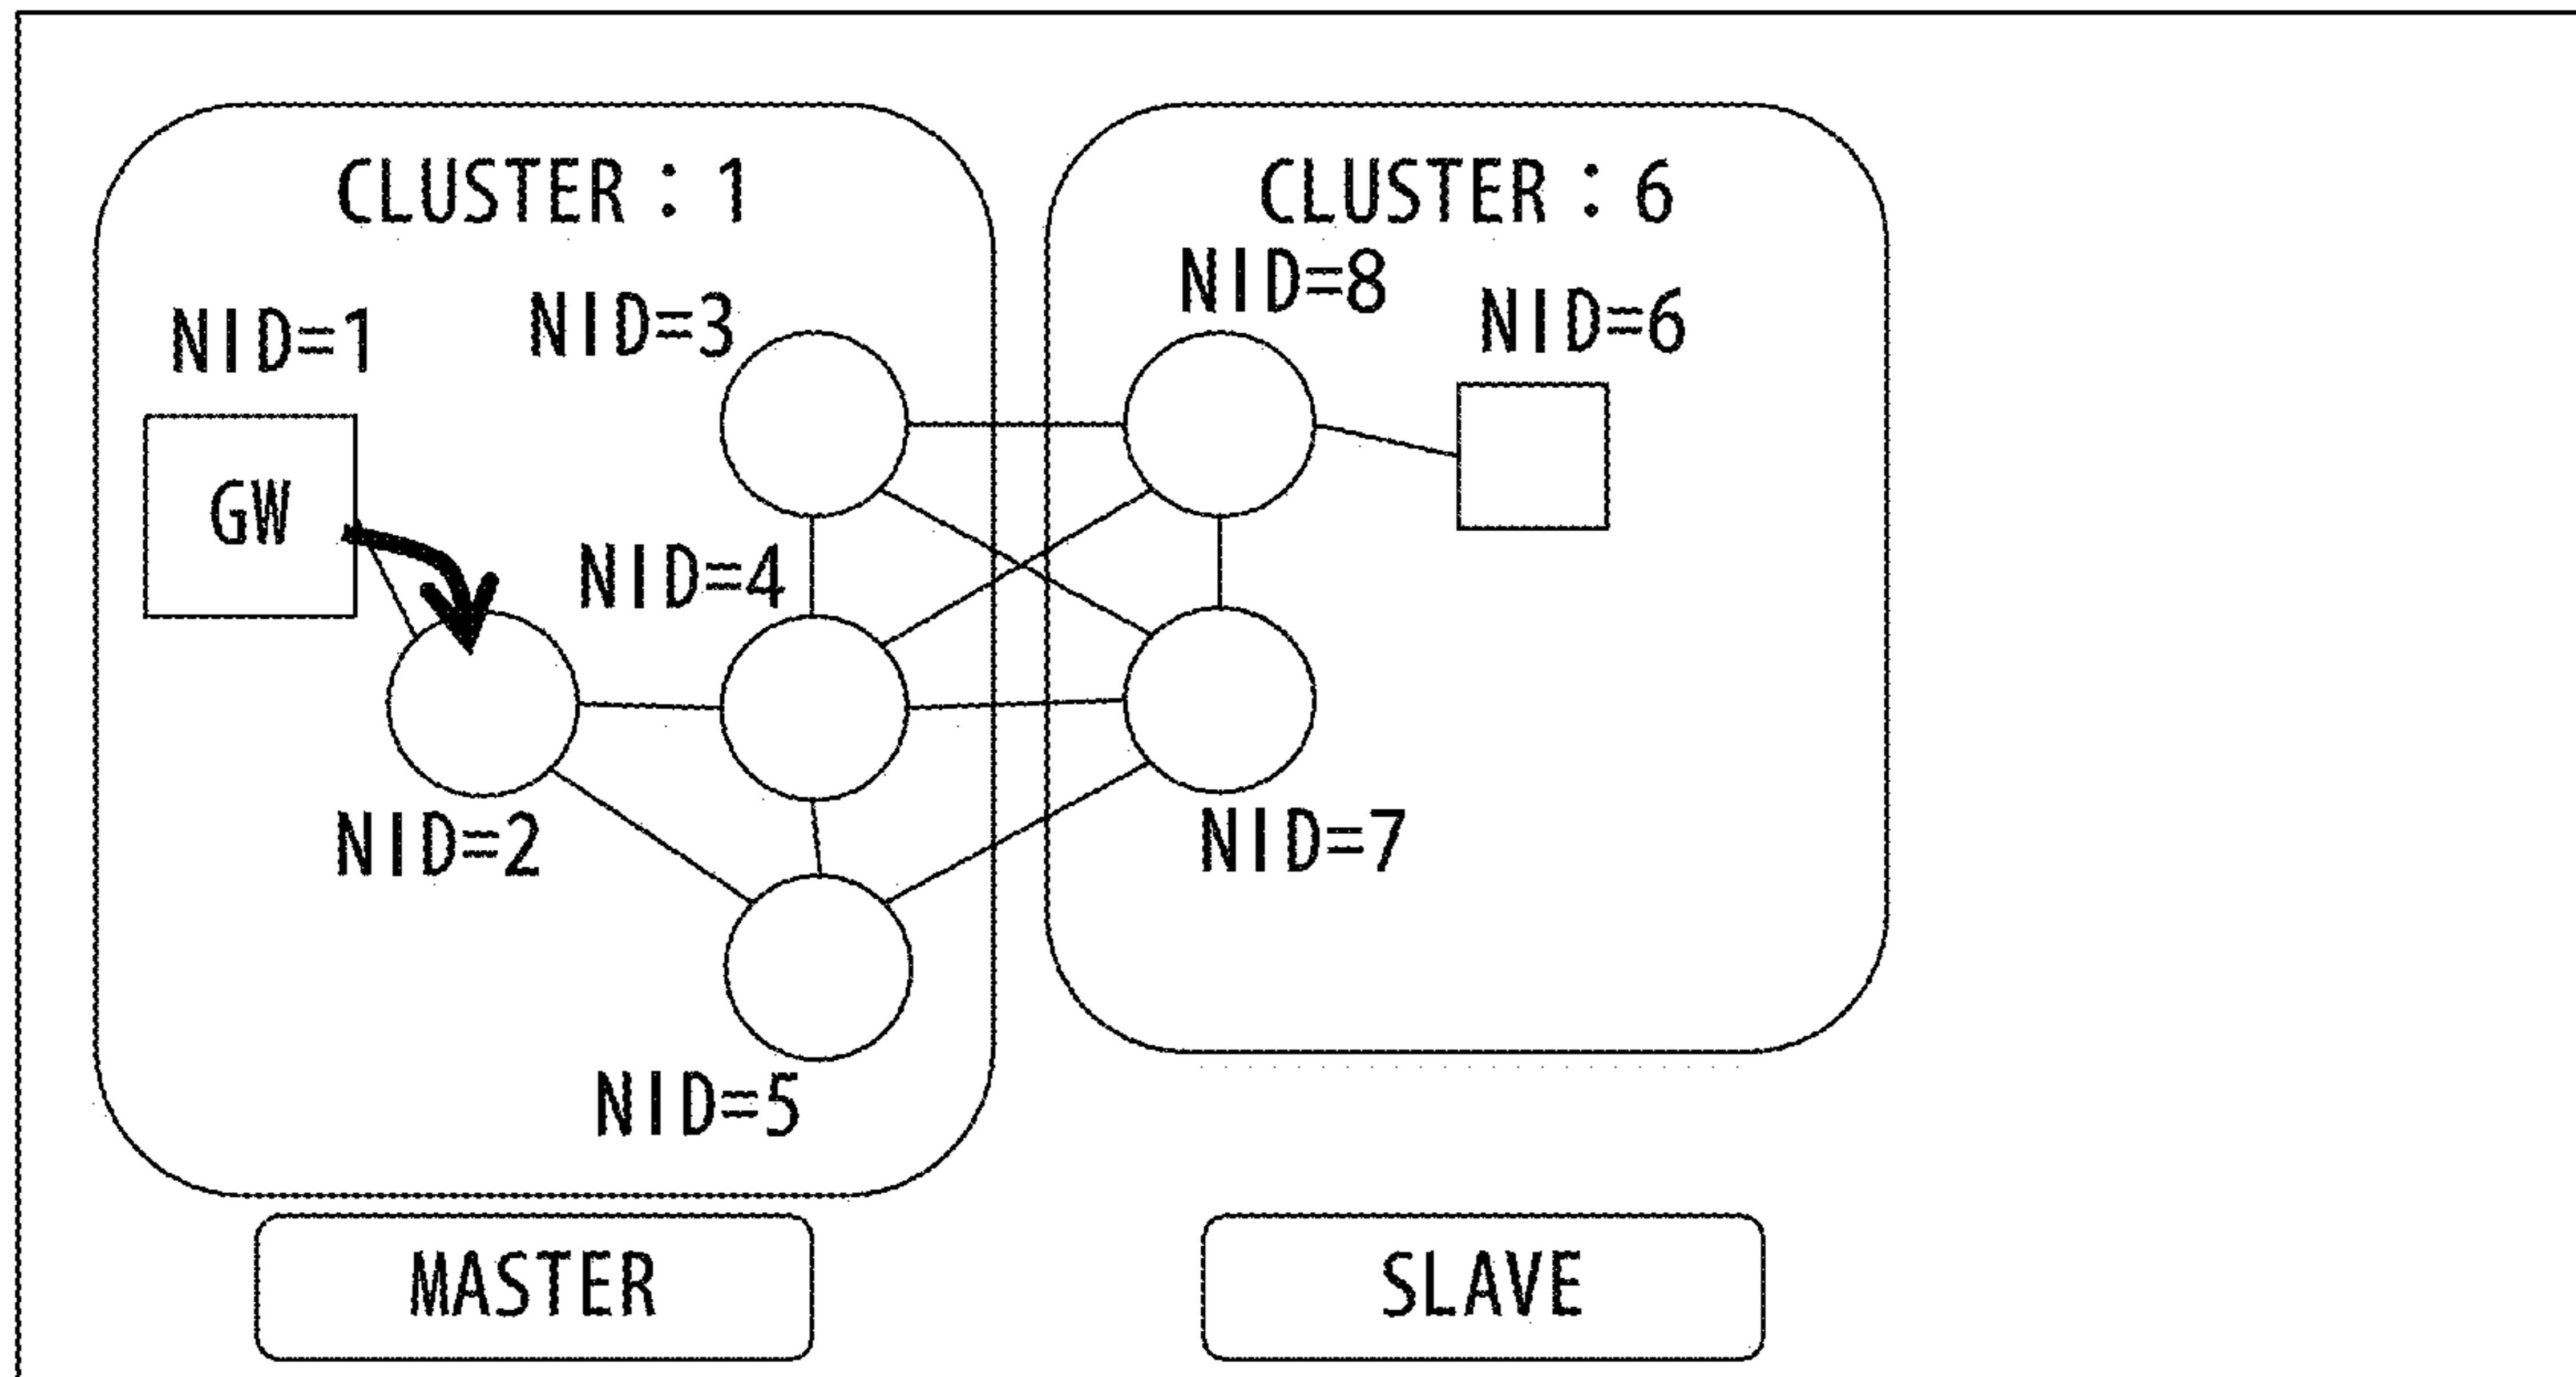 CLUSTER : 1
NID=1
NID=3
GW
NID=4
NID=2
NID=5
MASTER
CLUSTER : 6
NID=8
NID=6
NID=7
SLAVE